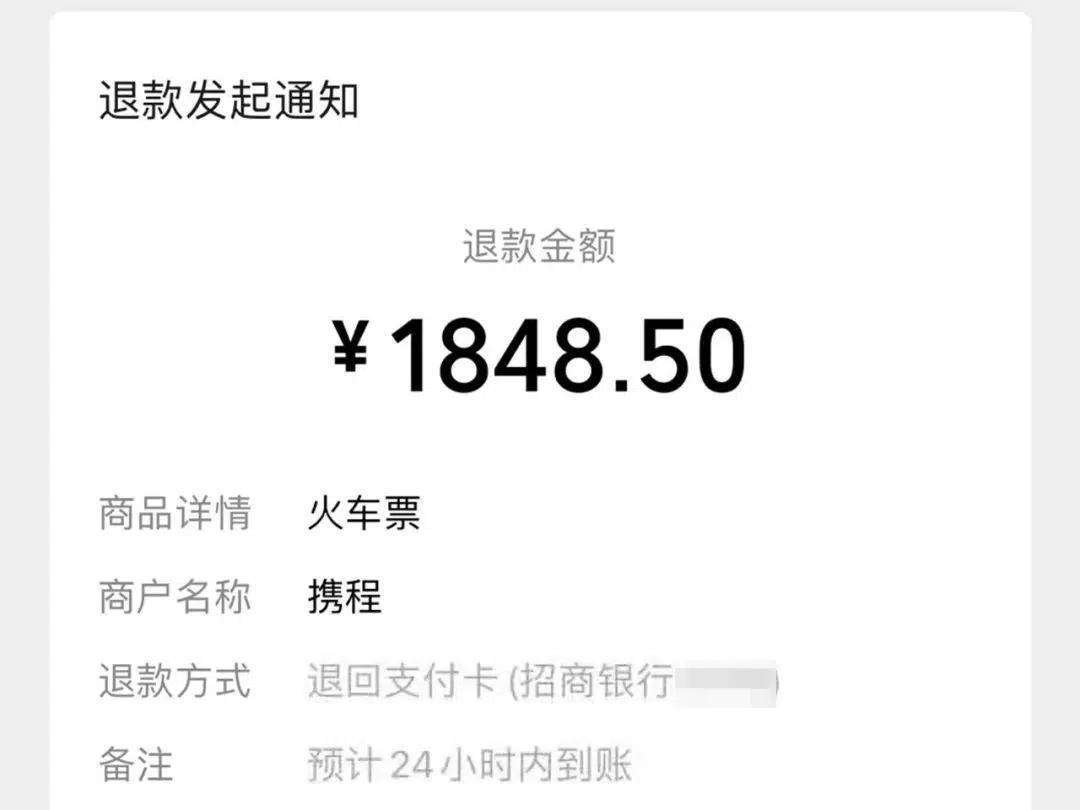 退款发起通知
退款金额
¥1848.50
商品详情 火车票
商户名称 携程
退款方式 退回支付卡 (招商银行 )
备注 预计24小时内到账